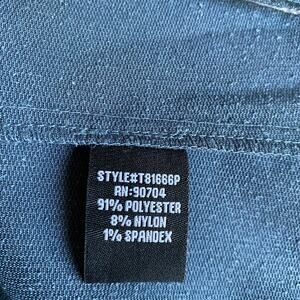 STYLE#T81666P
RN:90704
91% POLYESTER
8% NYLON
1% SPANDEX